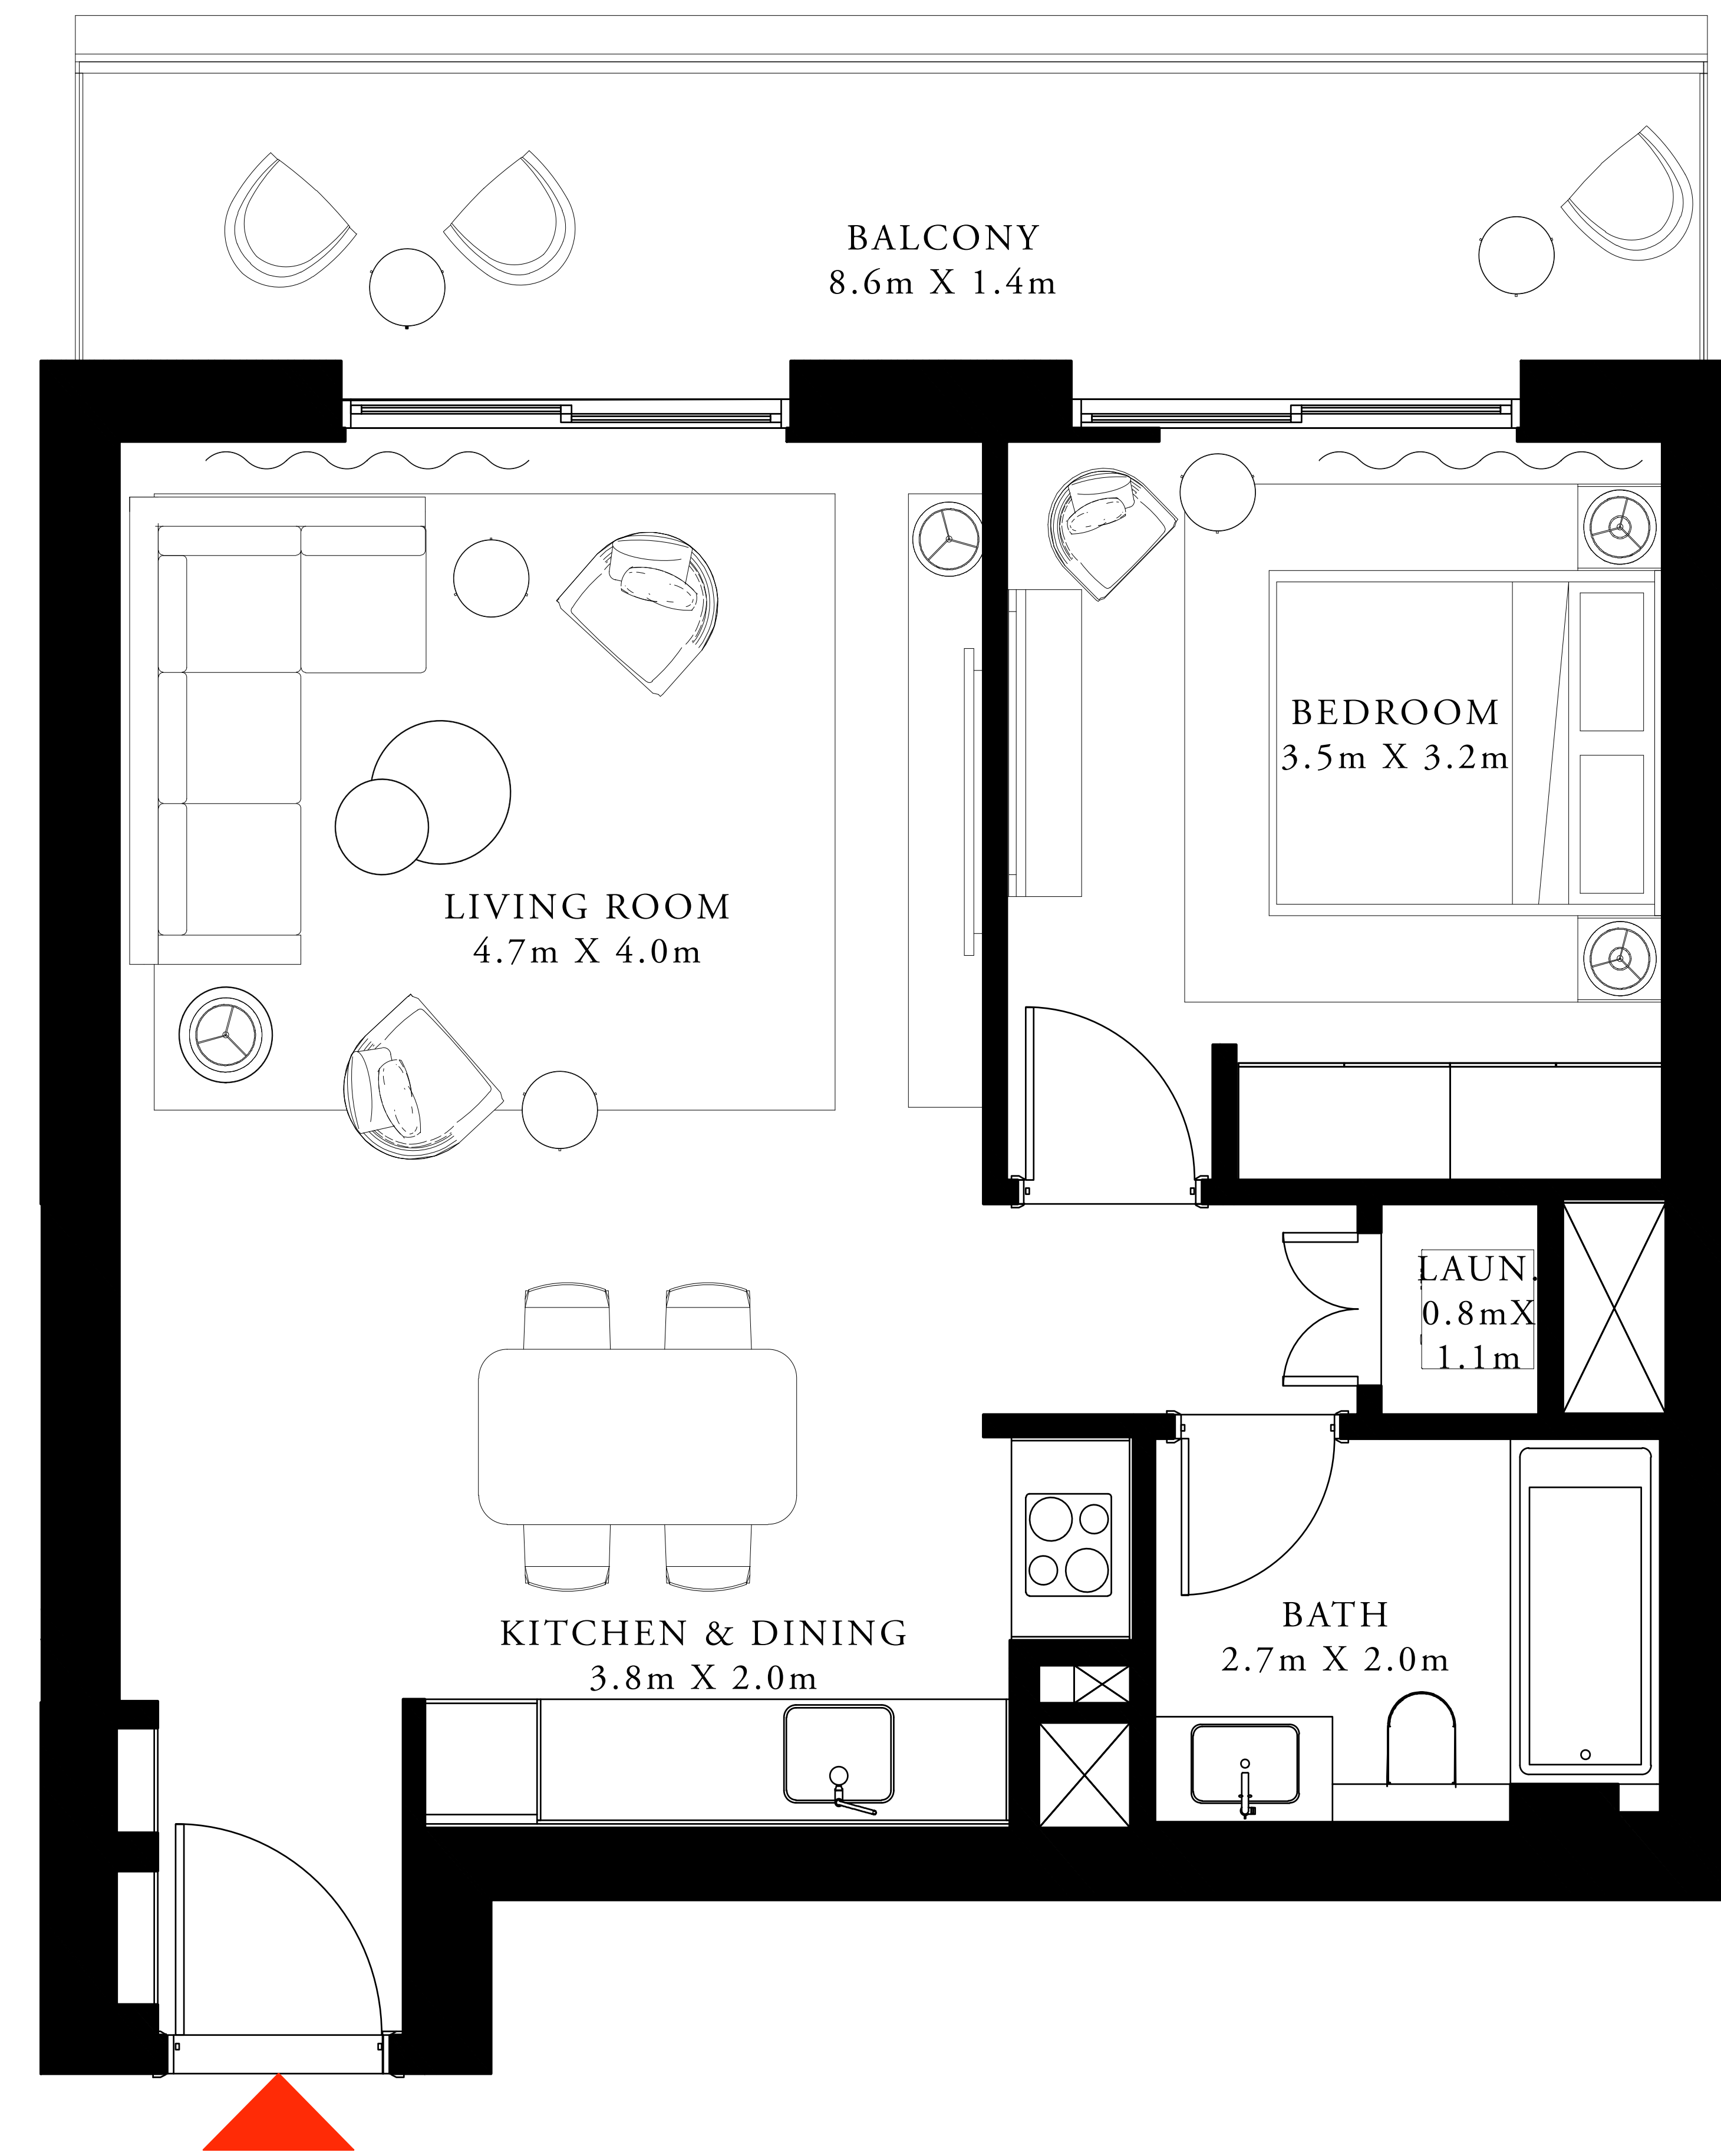 BALCONY
8.6m X 1.4m
BEDROOM
3.5m X 3.2m
LIVING ROOM
4.7m X 4.0m
LAUN.
0.8mX
1.1m
KITCHEN & DINING
3.8m X 2.0m
BATH
2.7m X 2.0m